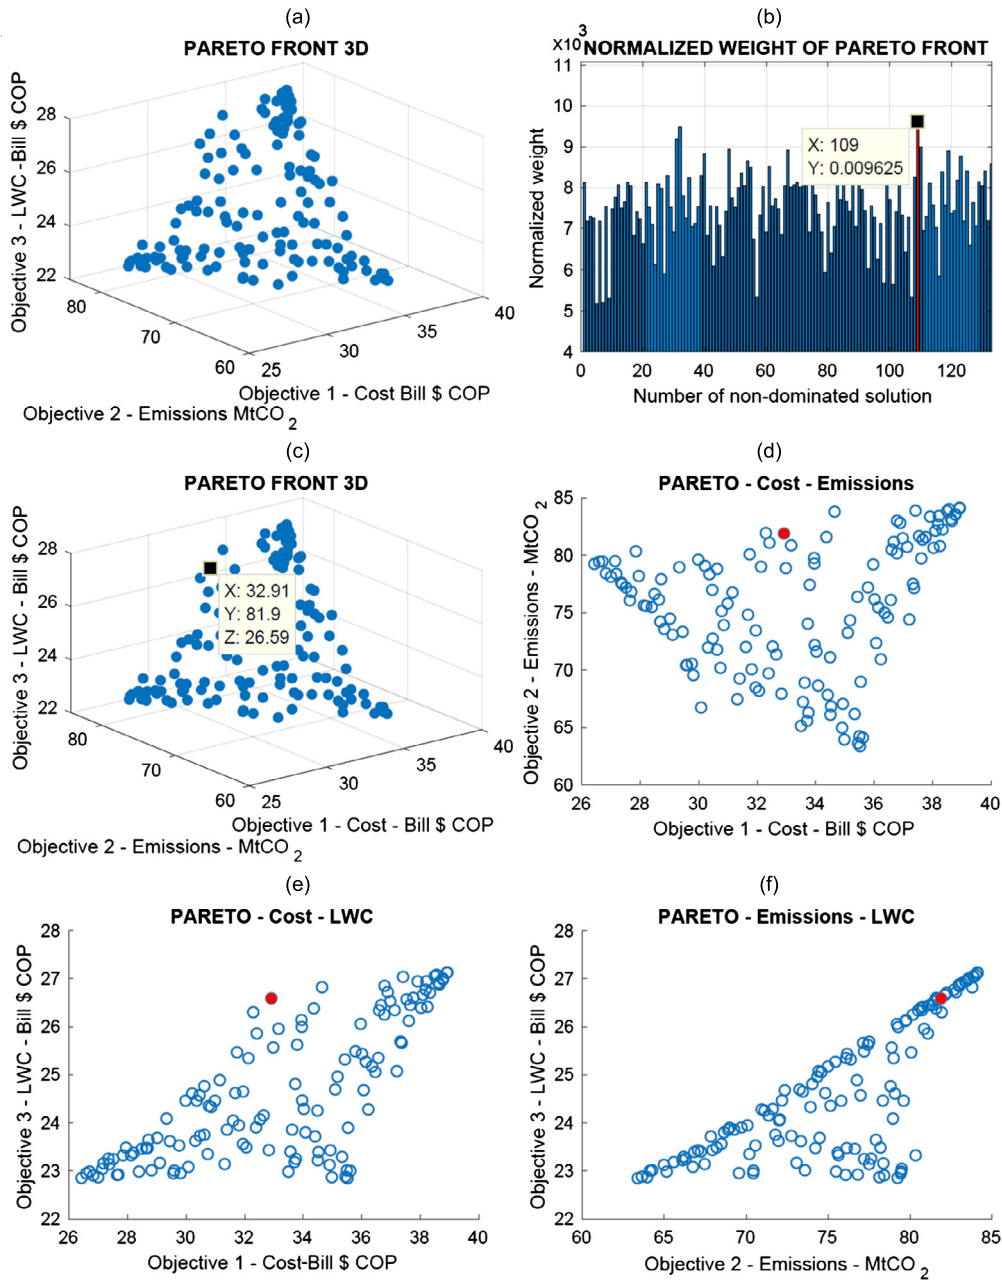 (a)
PARETO FRONT 3D
Objective 3 - LWC -Bill $ COP
28
26
24
22
80
70
60
25
30
35
40
Objective 1 - Cost Bill $ COP
Objective 2 - Emissions MtCO2
(b)
X10^3
NORMALIZED WEIGHT OF PARETO FRONT
Normalized weight
11
10
9
8
7
6
5
4
X: 109
Y: 0.009625
0 20 40 60 80 100 120
Number of non-dominated solution
(c)
PARETO FRONT 3D
Objective 3 - LWC - Bill $ COP
28
26
24
22
X: 32.91
Y: 81.9
Z: 26.59
80
70
60
25
30
35
40
Objective 1 - Cost - Bill $ COP
Objective 2 - Emissions - MtCO2
(d)
PARETO - Cost - Emissions
Objective 2 - Emissions - MtCO2
85
80
75
70
65
60
26 28 30 32 34 36 38 40
Objective 1 - Cost - Bill $ COP
(e)
PARETO - Cost - LWC
Objective 3 - LWC - Bill $ COP
28
27
26
25
24
23
22
26 28 30 32 34 36 38 40
Objective 1 - Cost-Bill $ COP
(f)
PARETO - Emissions - LWC
Objective 3 - LWC - Bill $ COP
28
27
26
25
24
23
22
60 65 70 75 80 85
Objective 2 - Emissions - MtCO2